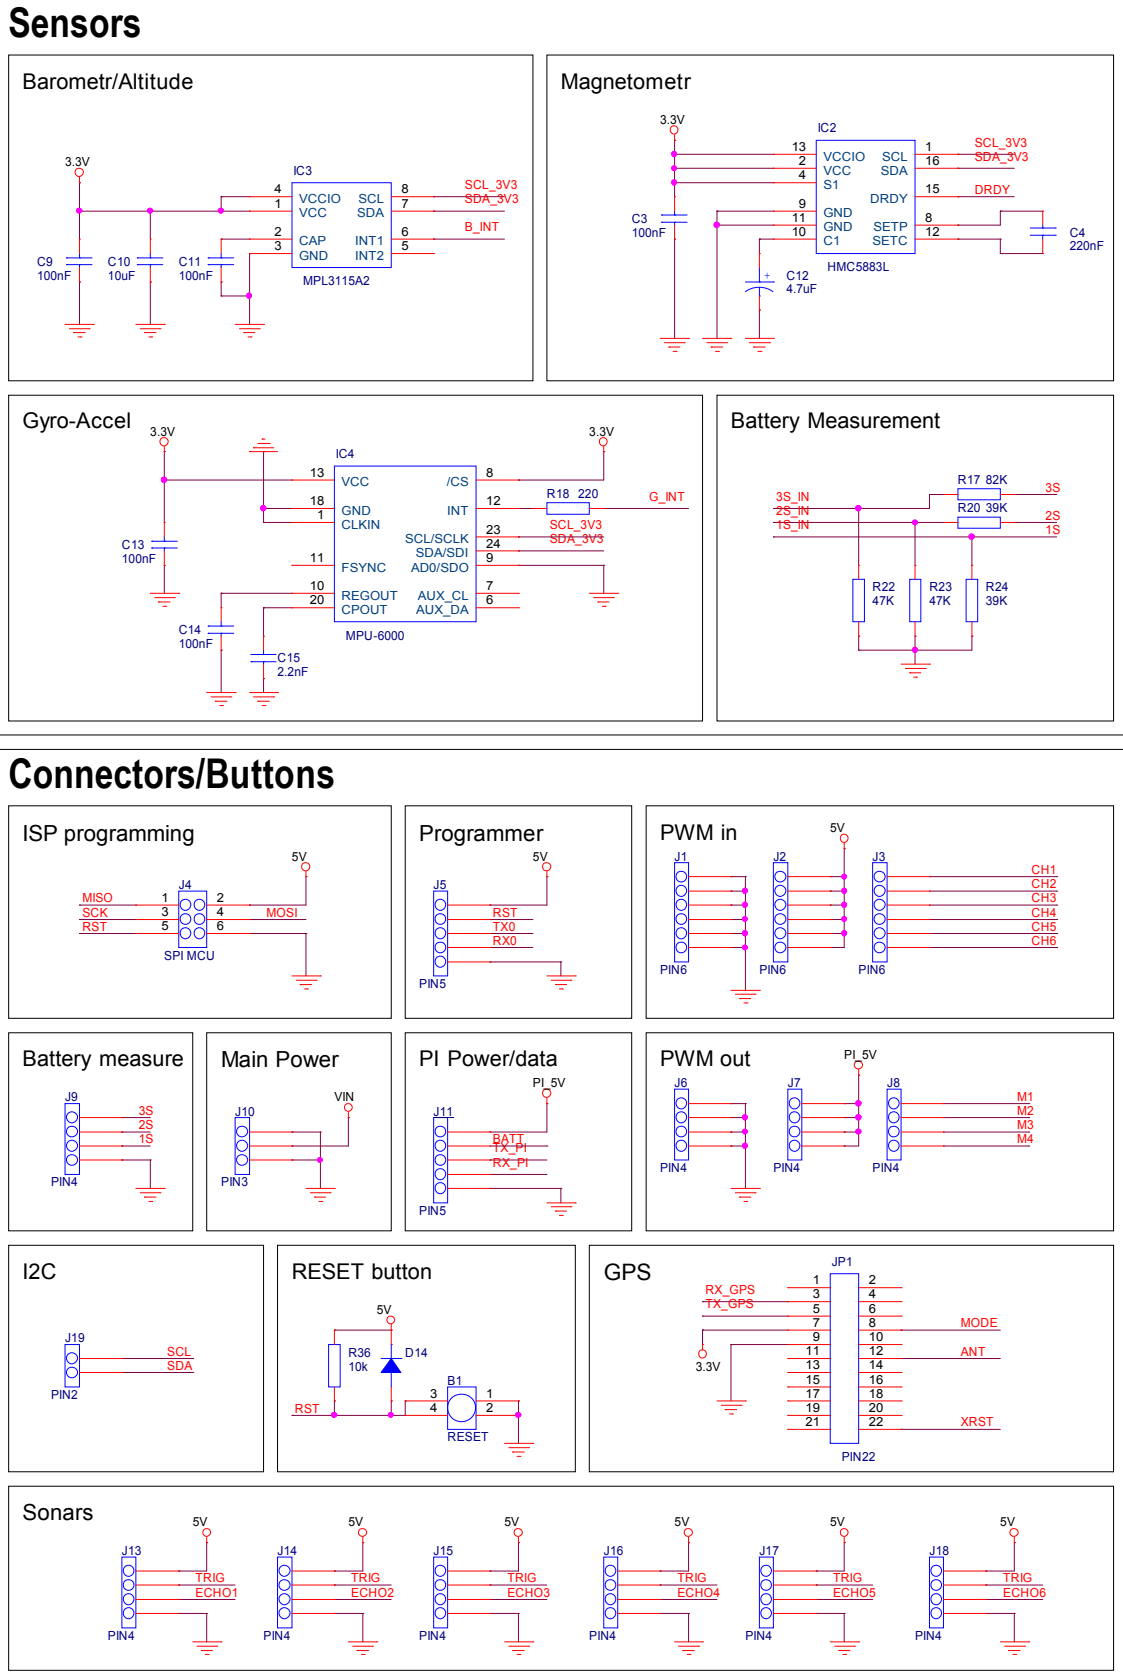 Sensors
Barometr/Altitude
3.3V
IC3
4 VCCIO SCL 8 SCL_3V3
1 VCC SDA 7 SDA_3V3
2 CAP INT1 6 B_INT
3 GND INT2 5
C9 100nF
C10 10uF
C11 100nF
MPL3115A2
Magnetometr
3.3V
IC2
13 VCCIO SCL 1 SCL_3V3
2 VCC SDA 16 SDA_3V3
4 S1
DRDY 15 DRDY
9 GND
11 GND SETP 8
10 C1 SETC 12
C3 100nF
C4 220nF
C12 4.7uF
HMC5883L
Gyro-Accel
3.3V
3.3V
IC4
13 VCC /CS 8
18 GND INT 12 R18 220 G_INT
1 CLKIN
SCL/SCLK 23 SCL_3V3
SDA/SDI 24 SDA_3V3
11 FSYNC AD0/SDO 9
10 REGOUT AUX_CL 7
20 CPOUT AUX_DA 6
C13 100nF
C14 100nF
C15 2.2nF
MPU-6000
Battery Measurement
R17 82K
3S_IN 3S
R20 39K
2S_IN 2S
1S_IN 1S
R22 47K
R23 47K
R24 39K
Connectors/Buttons
ISP programming
5V
J4
MISO 1 2
SCK 3 4 MOSI
RST 5 6
SPI MCU
Programmer
5V
J5
RST
TX0
RX0
PIN5
PWM in
5V
J1 J2 J3
CH1
CH2
CH3
CH4
CH5
CH6
PIN6 PIN6 PIN6
Battery measure
J9
3S
2S
1S
PIN4
Main Power
VIN
J10
PIN3
PI Power/data
PI_5V
J11
BATT
TX_PI
RX_PI
PIN5
PWM out
PI_5V
J6 J7 J8
M1
M2
M3
M4
PIN4 PIN4 PIN4
I2C
J19
SCL
SDA
PIN2
RESET button
5V
R36 10k
D14
B1
3 1
4 2
RST
RESET
GPS
JP1
1 2
RX_GPS 3 4
TX_GPS 5 6
7 8 MODE
9 10
11 12 ANT
3.3V
13 14
15 16
17 18
19 20
21 22 XRST
PIN22
Sonars
5V 5V 5V 5V 5V 5V
J13 J14 J15 J16 J17 J18
TRIG TRIG TRIG TRIG TRIG TRIG
ECHO1 ECHO2 ECHO3 ECHO4 ECHO5 ECHO6
PIN4 PIN4 PIN4 PIN4 PIN4 PIN4